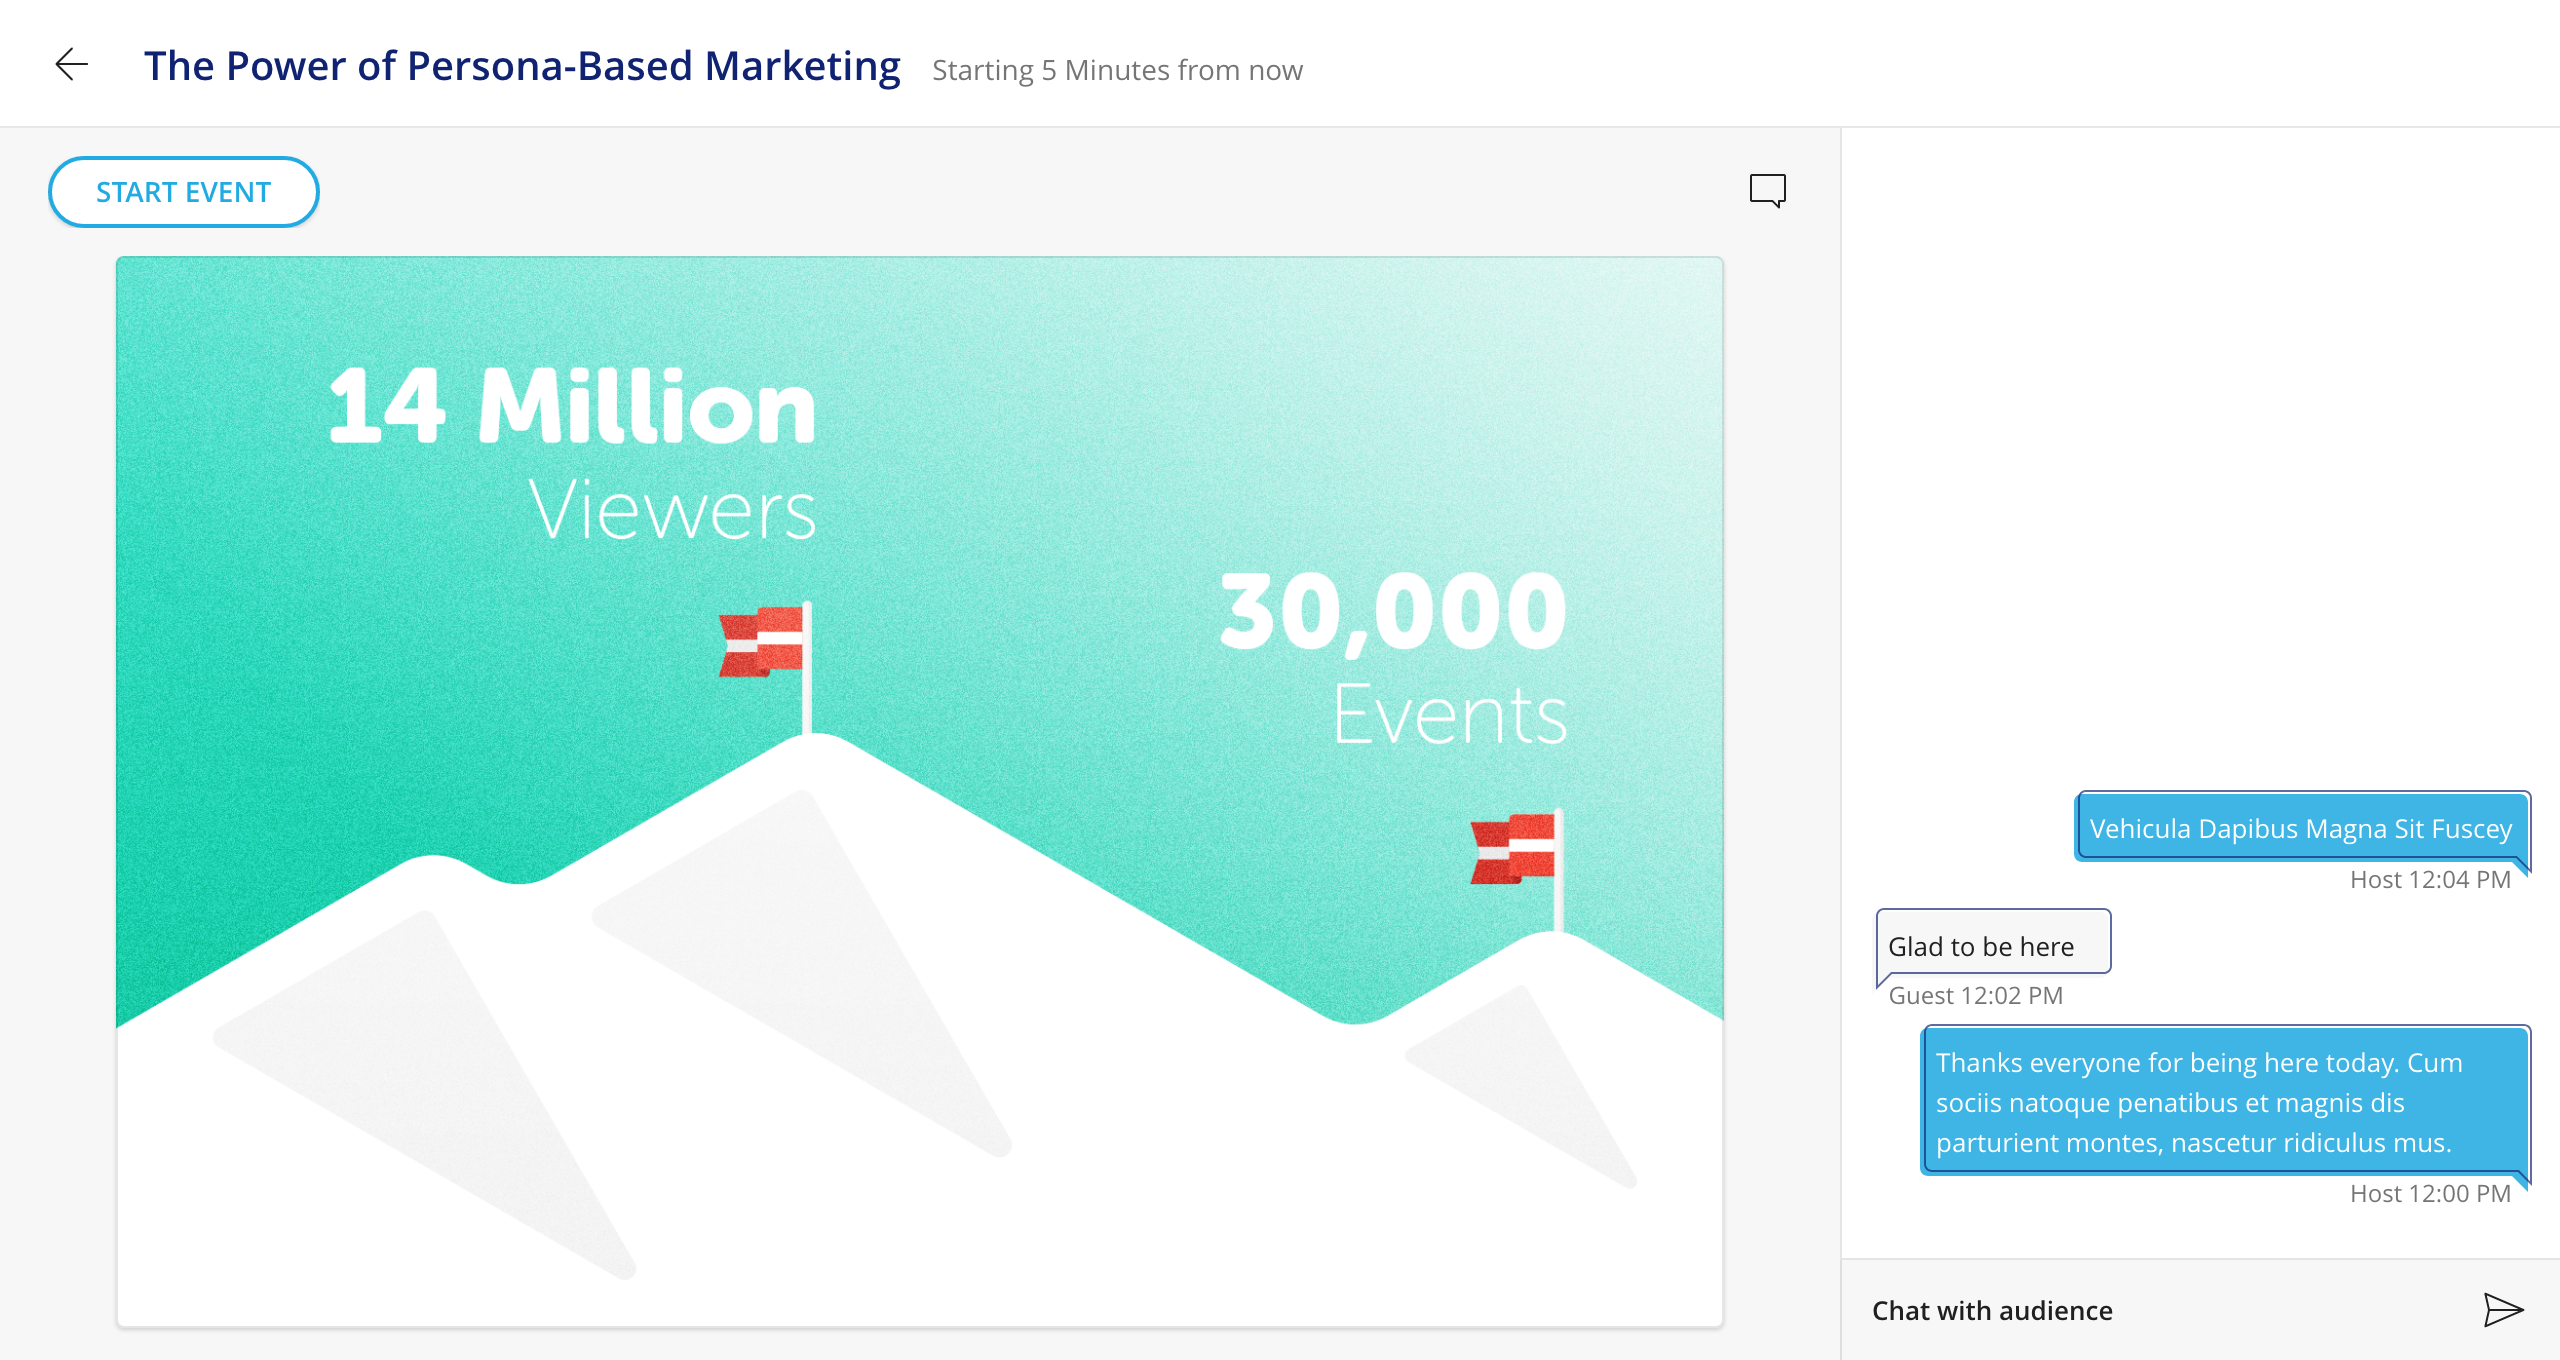 The Power of Persona-Based Marketing Starting 5 Minutes from now
START EVENT
14 Million
Viewers
30,000
Events
Vehicula Dapibus Magna Sit Fuscey
Host 12:04 PM
Glad to be here
Guest 12:02 PM
Thanks everyone for being here today. Cum
sociis natoque penatibus et magnis dis
parturient montes, nascetur ridiculus mus.
Host 12:00 PM
Chat with audience